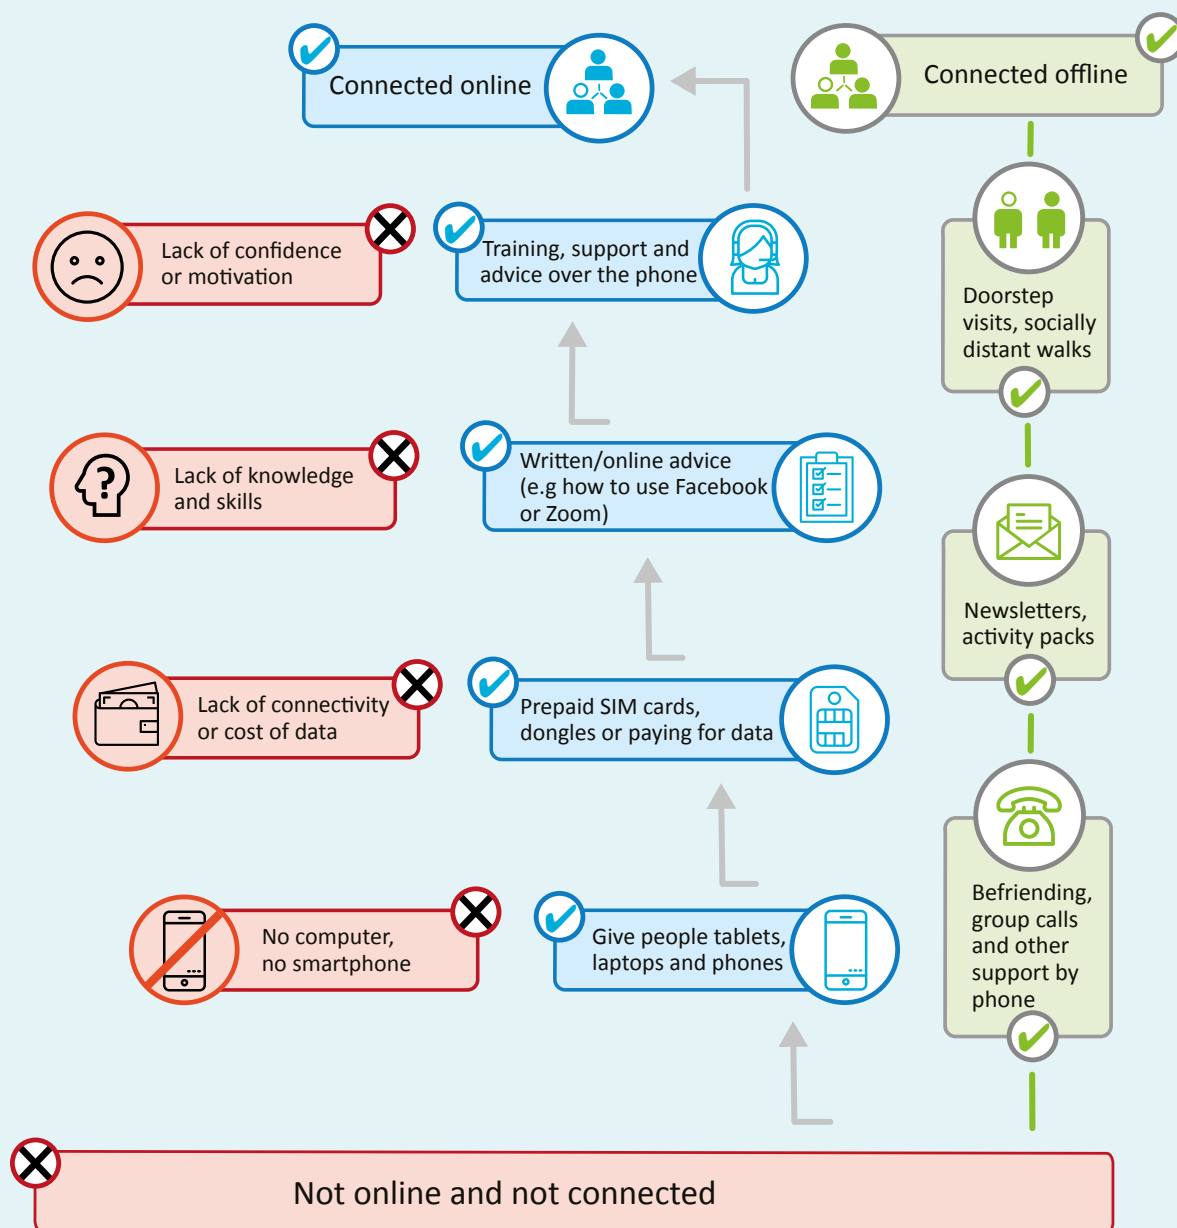 Connected online
Connected offline
Lack of confidence
or motivation
Training, support and
advice over the phone
Doorstep
visits, socially
distant walks
Lack of knowledge
and skills
?
Written/online advice
(e.g how to use Facebook
or Zoom)
Newsletters,
activity packs
Lack of connectivity
or cost of data
Prepaid SIM cards,
dongles or paying for data
No computer,
no smartphone
Give people tablets,
laptops and phones
Befriending,
group calls
and other
support by
phone
Not online and not connected